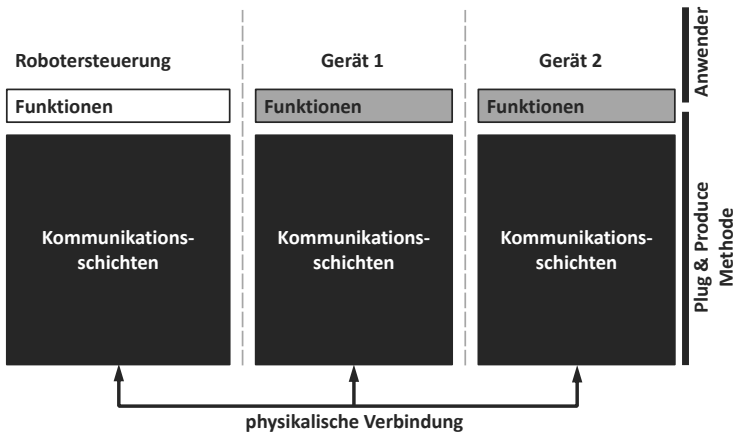 Robotersteuerung
Gerät 1
Gerät 2
Anwender
Funktionen
Funktionen
Funktionen
Kommunikations-
schichten
Kommunikations-
schichten
Kommunikations-
schichten
Plug & Produce
Methode
physikalische Verbindung